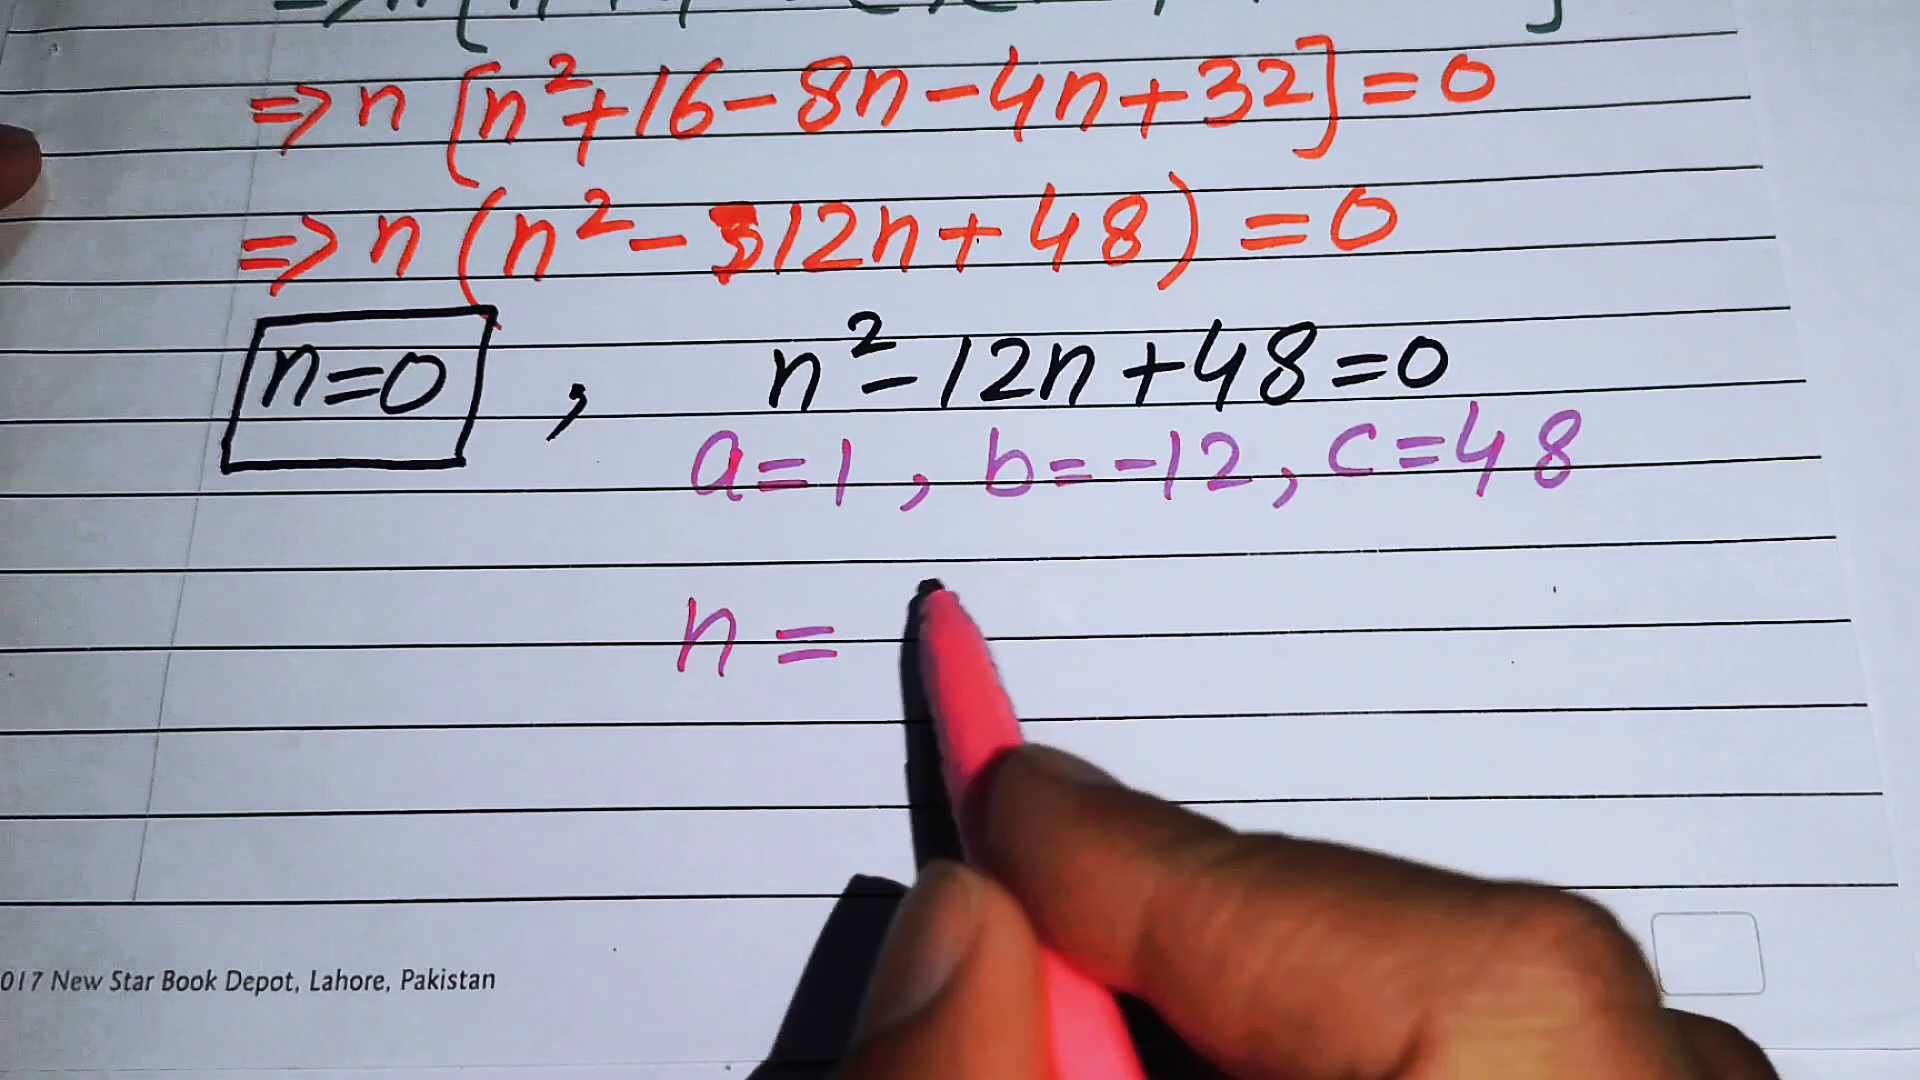 => n [n²+16-8n-4n+32]=0
=> n (n²-12n+48)=0
n=0 , n²-12n+48=0
a=1, b=-12, c=48
n =
017 New Star Book Depot, Lahore, Pakistan